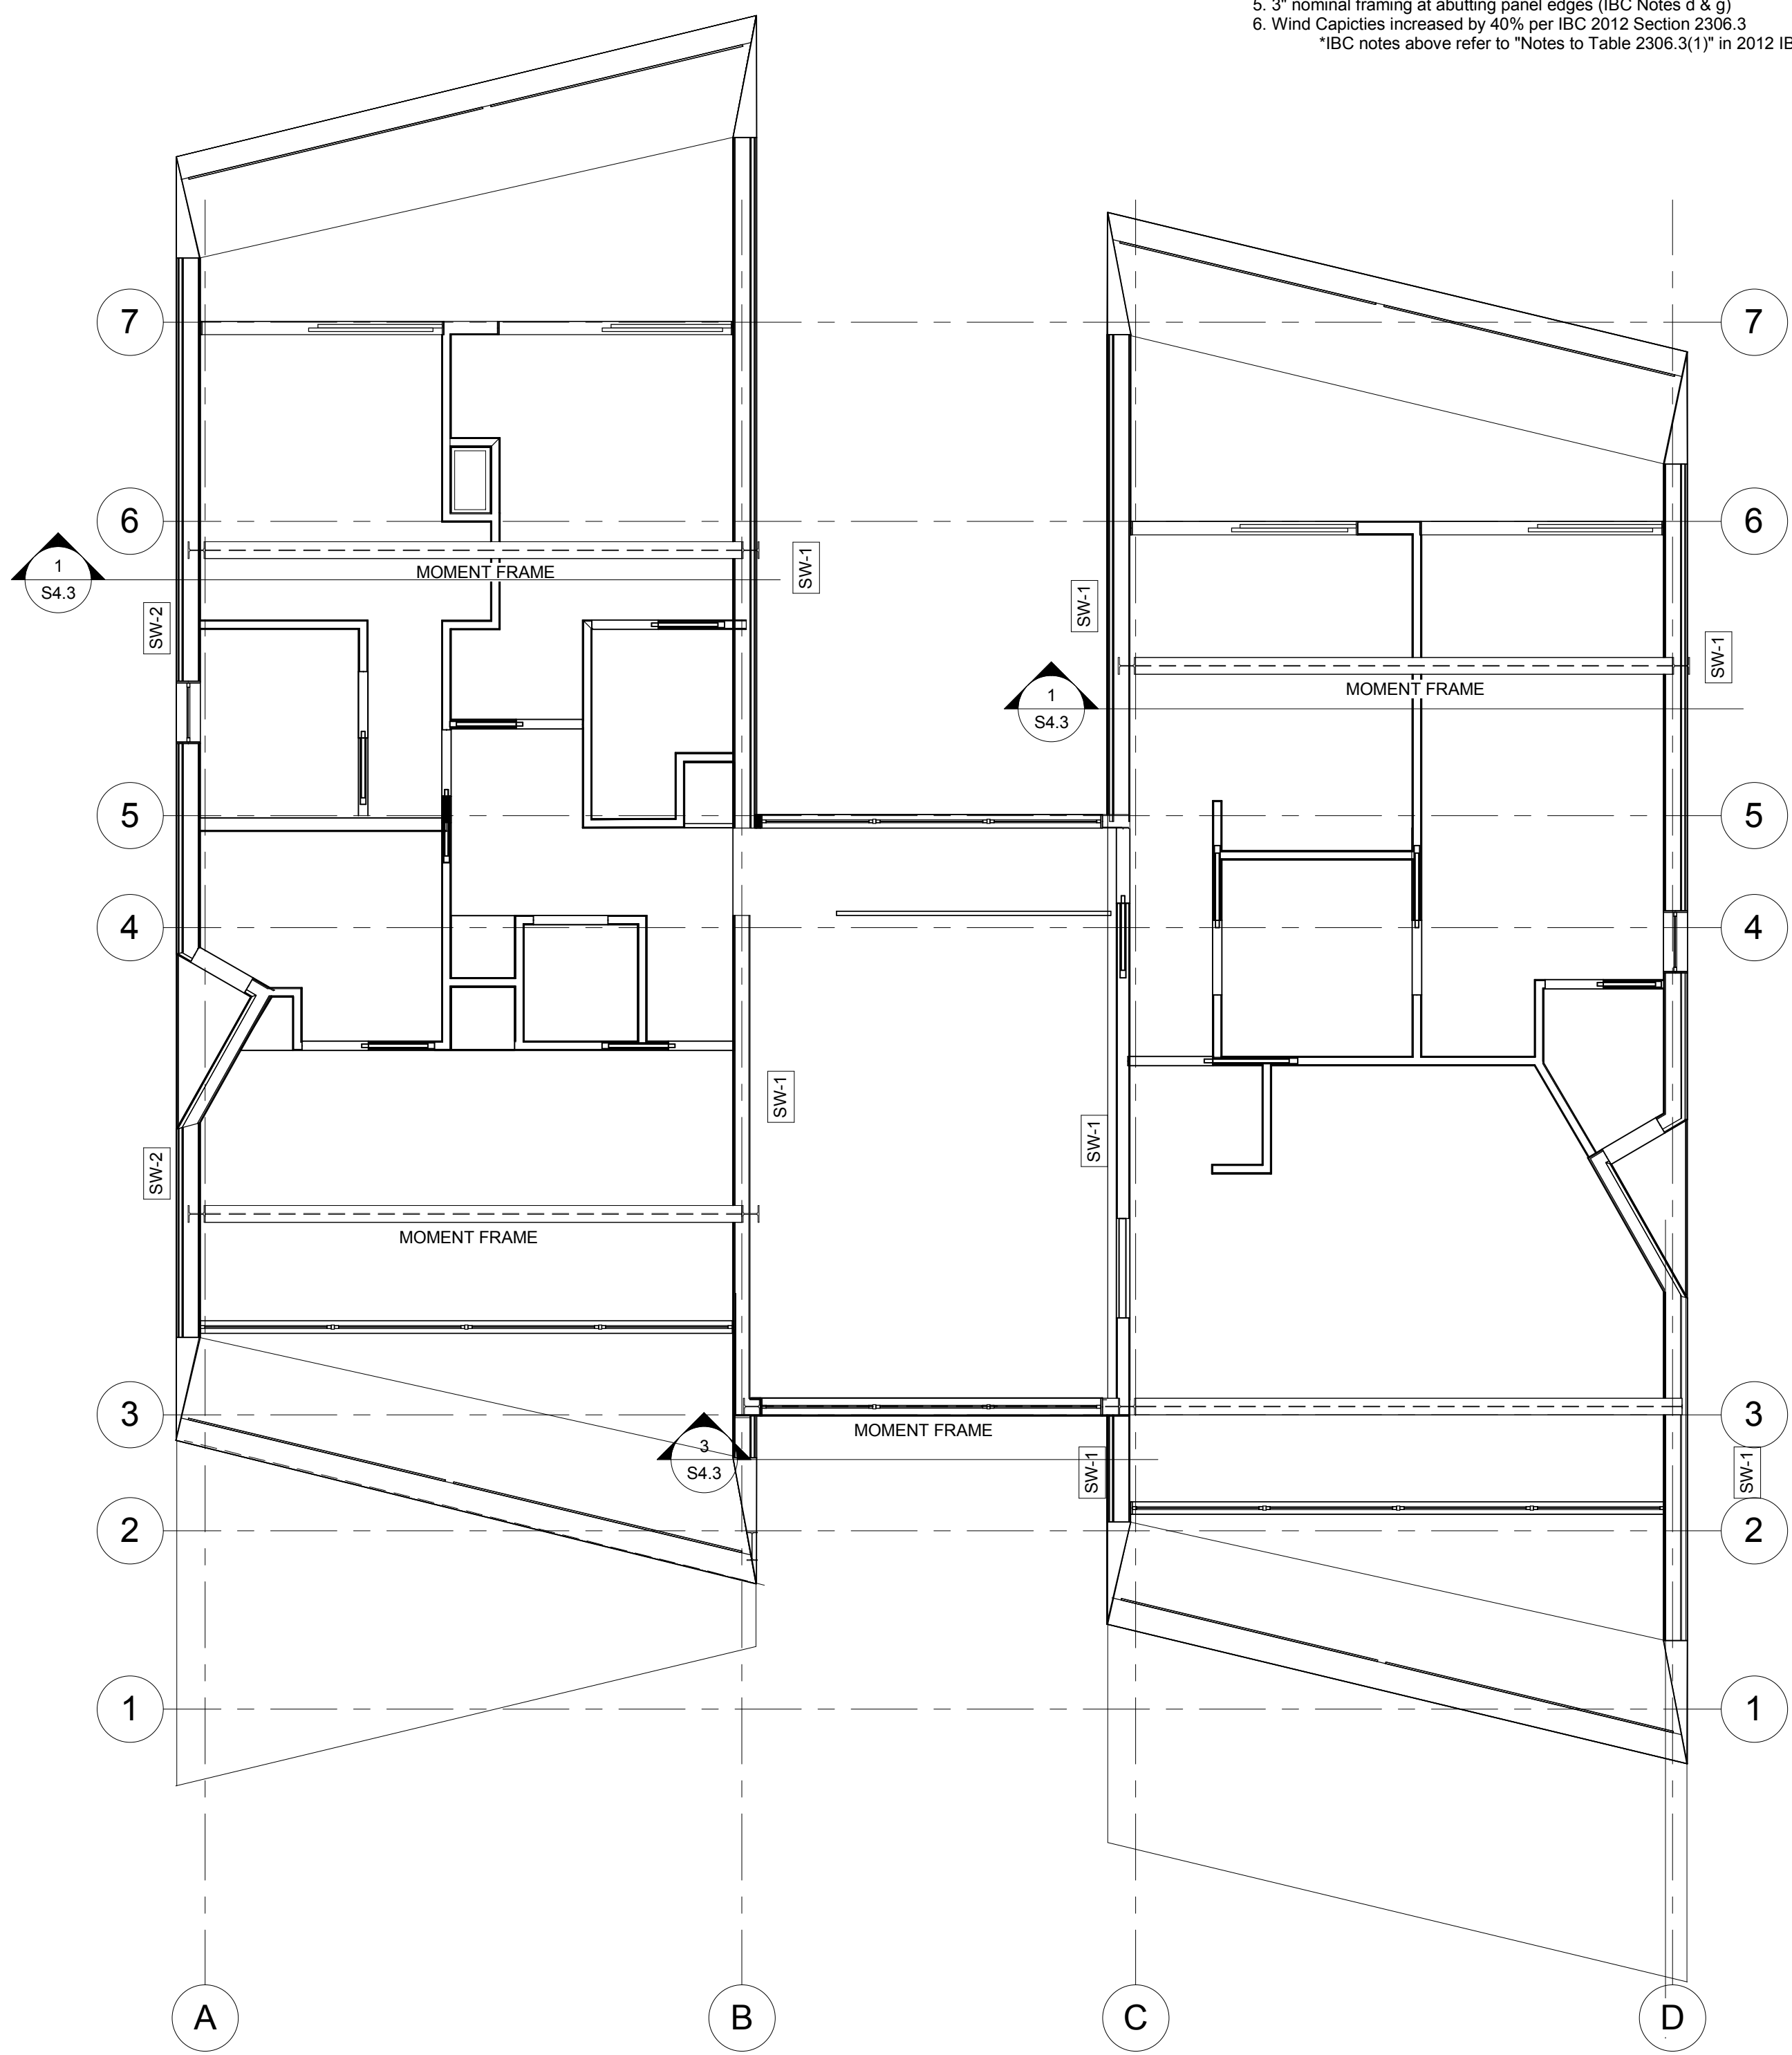 5. 3" nominal framing at abutting panel edges (IBC Notes d & g)
6. Wind Capicties increased by 40% per IBC 2012 Section 2306.3
*IBC notes above refer to "Notes to Table 2306.3(1)" in 2012
7
7
6
6
1
S4.3
MOMENT FRAME
SW-1
SW-2
SW-1
SW-1
1
S4.3
MOMENT FRAME
5
5
4
4
SW-1
SW-1
SW-2
MOMENT FRAME
3
3
MOMENT FRAME
3
S4.3
SW-1
SW-1
2
2
1
1
A
B
C
D